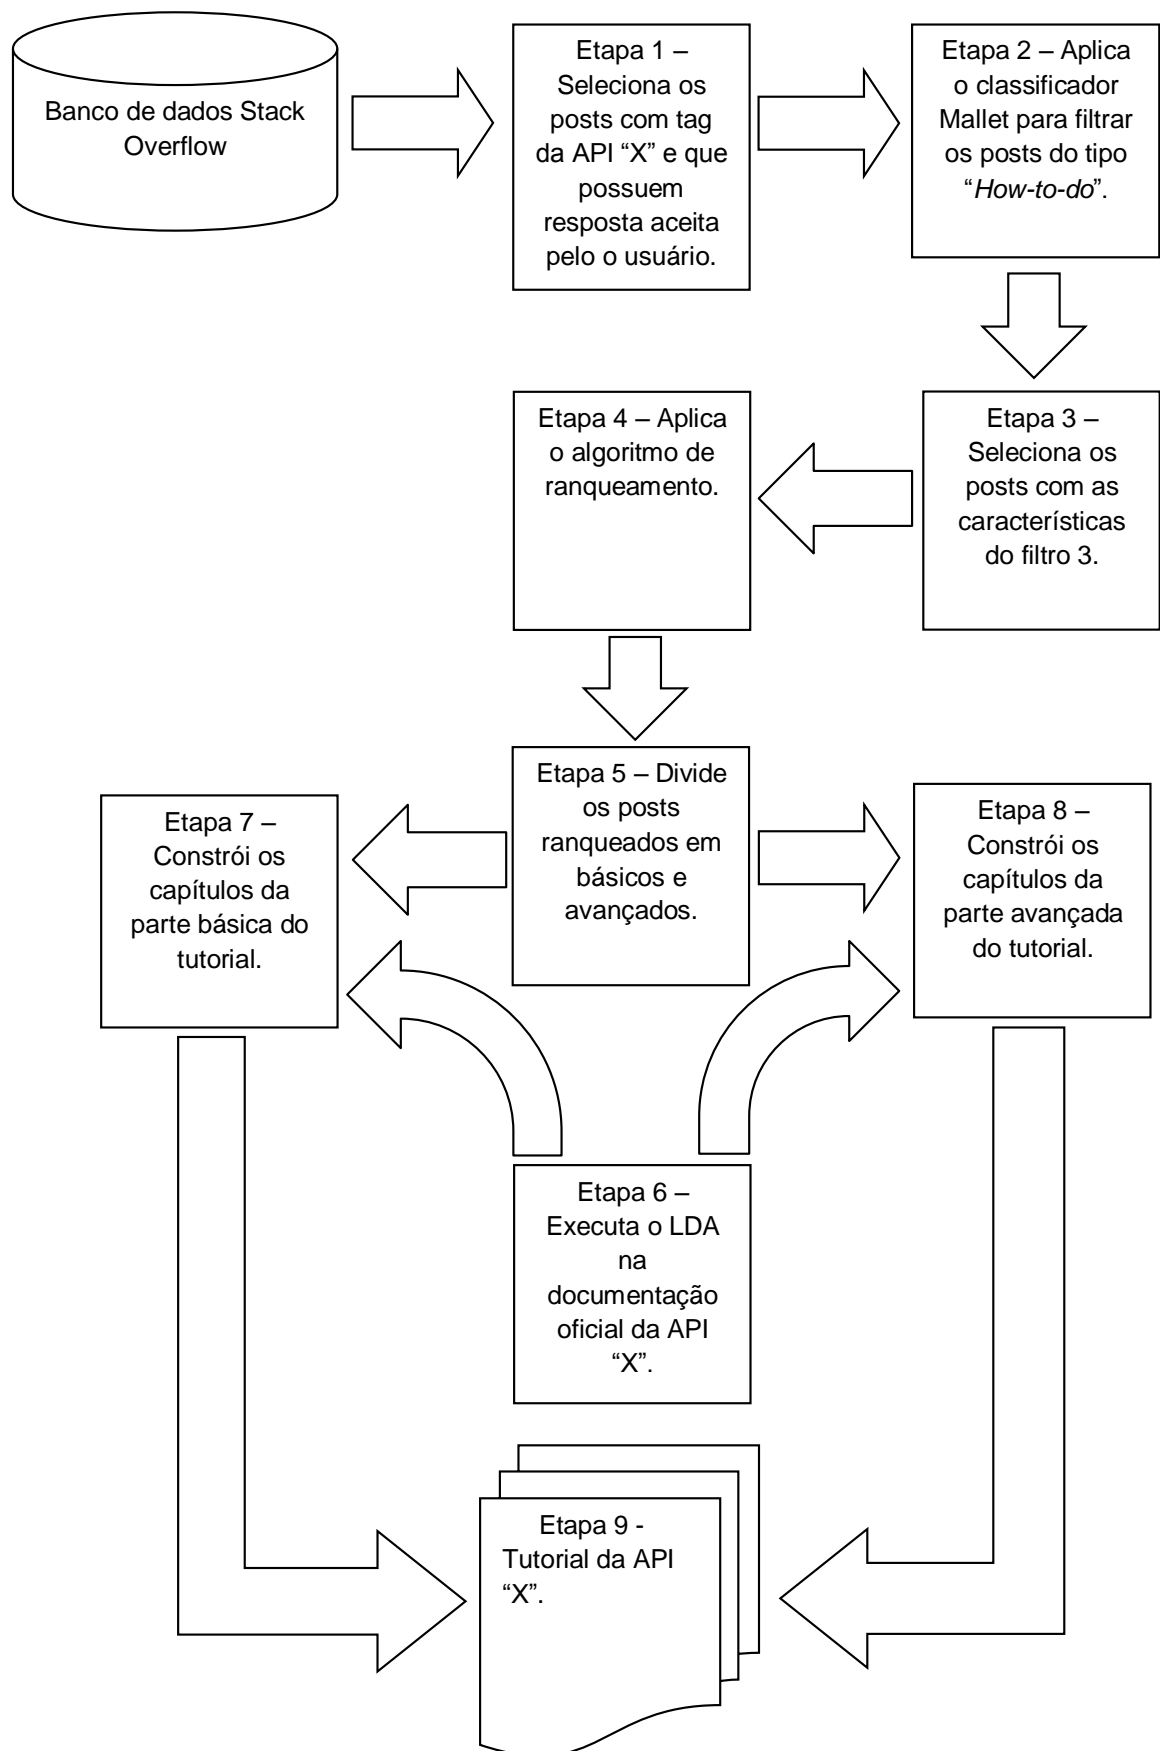 Banco de dados Stack
Overflow
Etapa 1 –
Seleciona os
posts com tag
da API “X” e que
possuem
resposta aceita
pelo o usuário.
Etapa 2 – Aplica
o classificador
Mallet para filtrar
os posts do tipo
“How-to-do”.
Etapa 3 –
Seleciona os
posts com as
características
do filtro 3.
Etapa 4 – Aplica
o algoritmo de
ranqueamento.
Etapa 5 – Divide
os posts
ranqueados em
básicos e
avançados.
Etapa 7 –
Constrói os
capítulos da
parte básica do
tutorial.
Etapa 8 –
Constrói os
capítulos da
parte avançada
do tutorial.
Etapa 6 –
Executa o LDA
na
documentação
oficial da API
“X”.
Etapa 9 -
Tutorial da API
“X”.